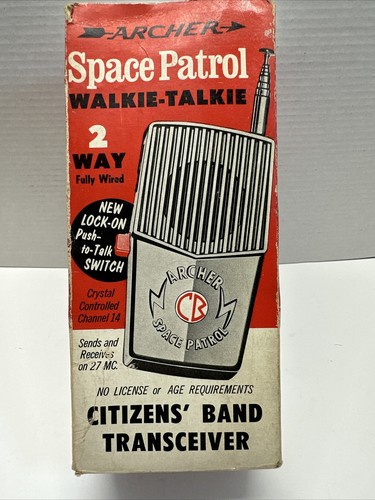 ARCHER
Space Patrol
WALKIE-TALKIE
2
WAY
Fully Wired
NEW
LOCK-ON
Push-
to-Talk
SWITCH
Crystal
Controlled
Channel 14
Sends and
Receives
on 27 MC.
ARCHER
CB
SPACE PATROL
NO LICENSE or AGE REQUIREMENTS
CITIZENS' BAND
TRANSCEIVER